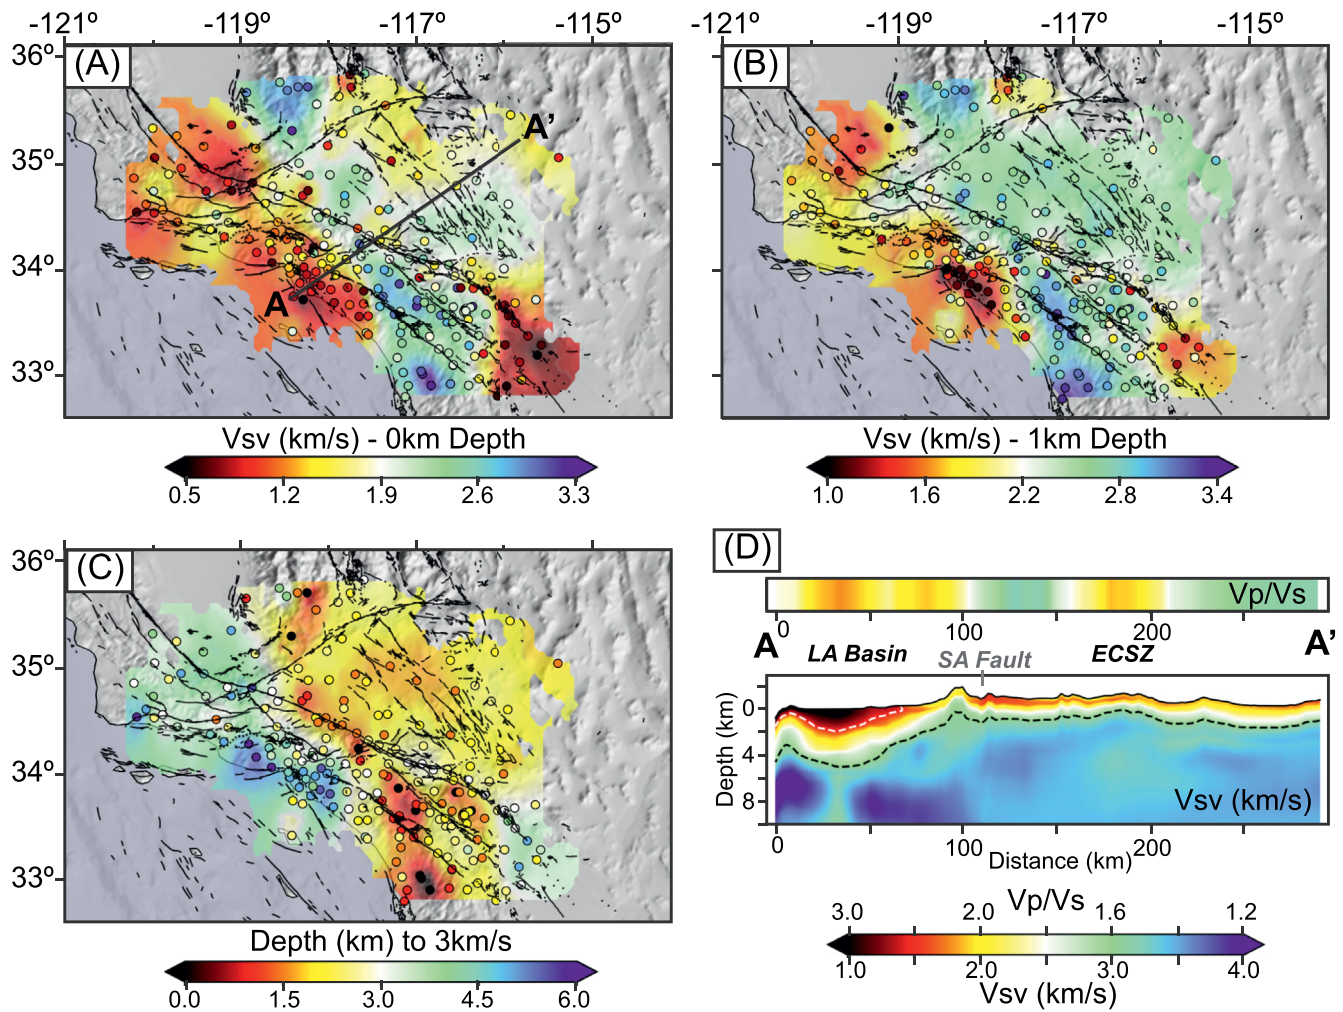 -121º -119º -117º -115º -121º -119º -117º -115º
36º
(A)
(B)
A'
35º
34º
A
33º
Vsv (km/s) - 0km Depth
Vsv (km/s) - 1km Depth
0.5 1.2 1.9 2.6 3.3
1.0 1.6 2.2 2.8 3.4
36º
(C)
(D)
Vp/Vs
0 100 200
A LA Basin SA Fault ECSZ A'
35º
34º
33º
0
4
8
Depth (km)
Vsv (km/s)
0 100 200
Distance (km)
Depth (km) to 3km/s
0.0 1.5 3.0 4.5 6.0
Vp/Vs
3.0 2.0 1.6 1.2
1.0 2.0 3.0 4.0
Vsv (km/s)